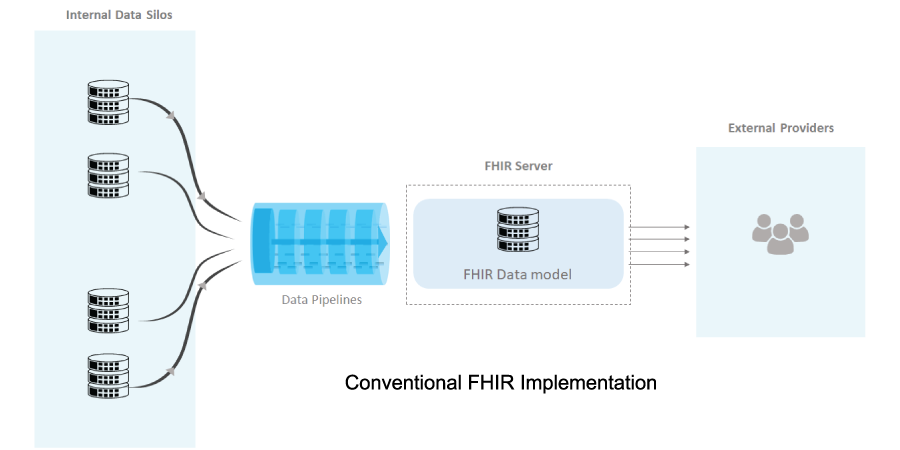 Internal Data Silos
External Providers
FHIR Server
FHIR Data model
Data Pipelines
Conventional FHIR Implementation